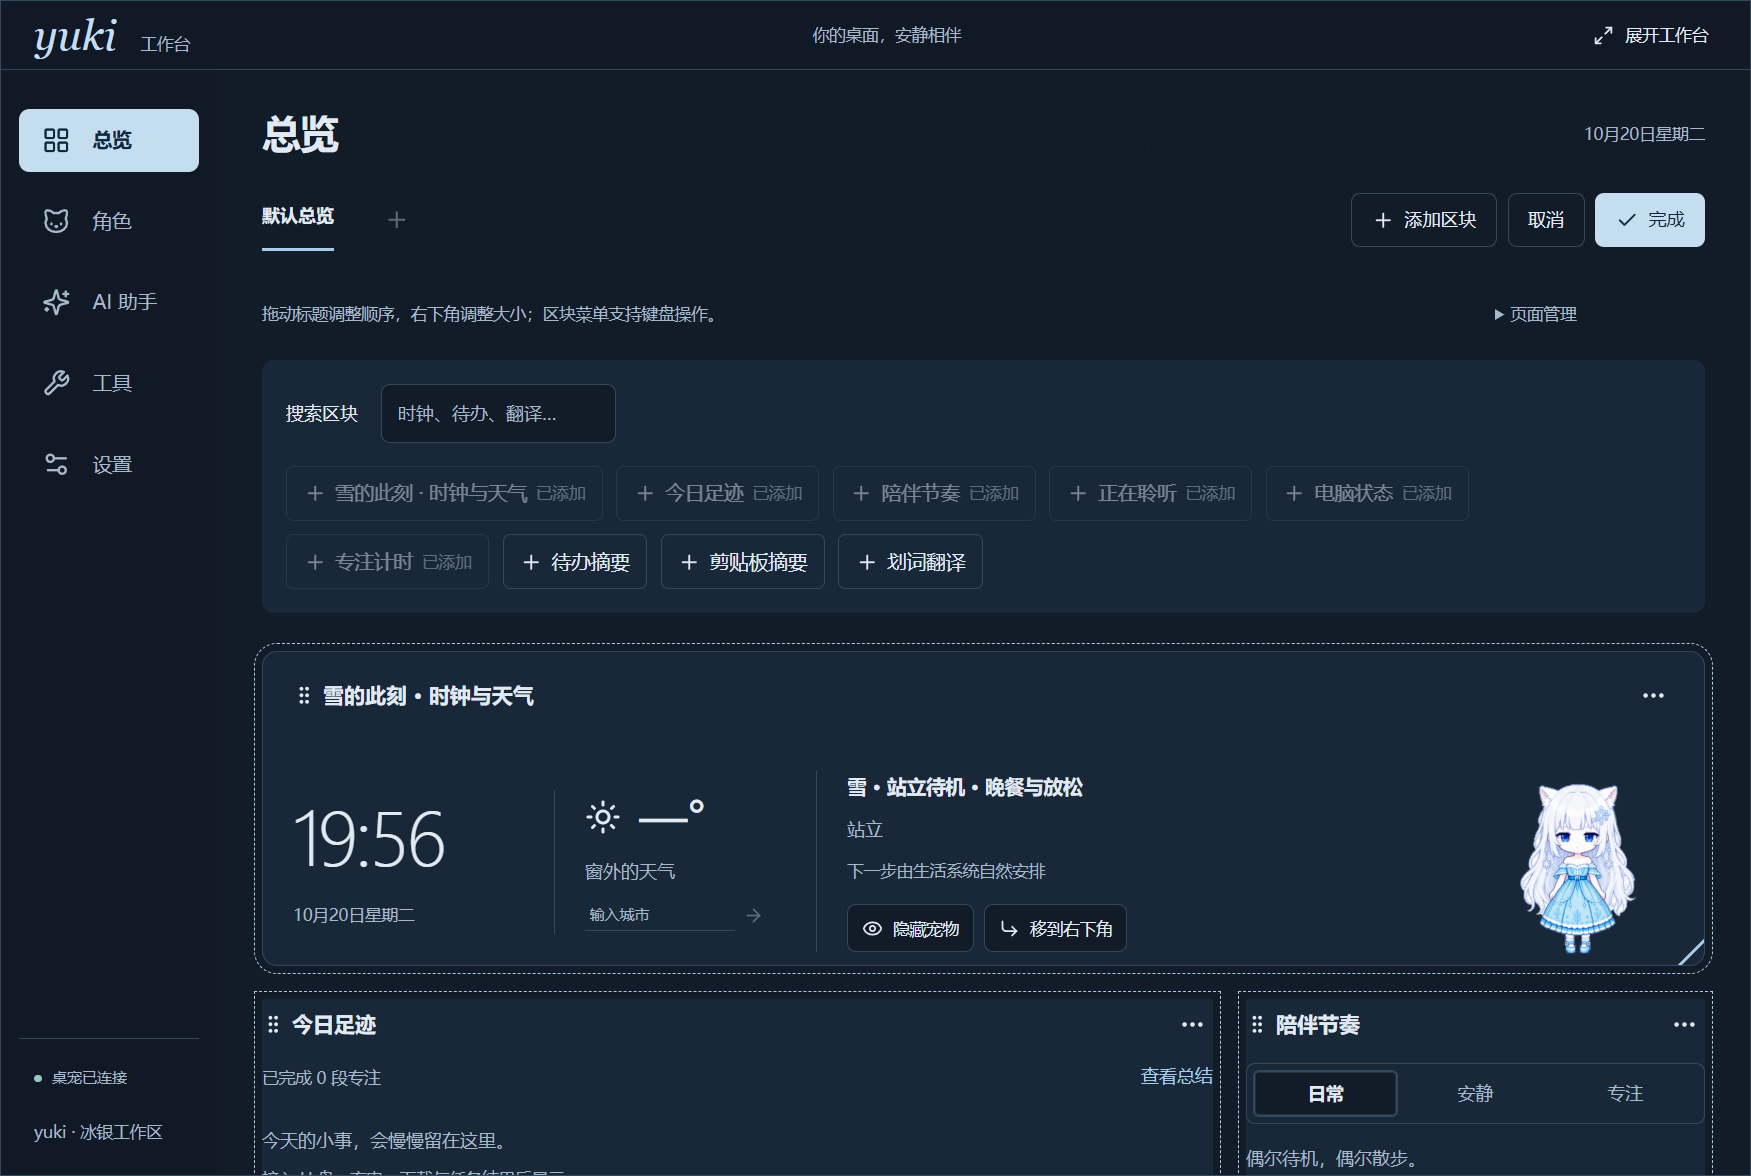 yuki 工作台
你的桌面，安静相伴
展开工作台
总览
角色
AI 助手
工具
设置
桌宠已连接
yuki · 冰银工作区
总览
10月20日星期二
默认总览
添加区块
取消
完成
拖动标题调整顺序，右下角调整大小；区块菜单支持键盘操作。
页面管理
搜索区块
时钟、待办、翻译…
雪的此刻 · 时钟与天气 已添加
今日足迹 已添加
陪伴节奏 已添加
正在聆听 已添加
电脑状态 已添加
专注计时 已添加
待办摘要
剪贴板摘要
划词翻译
雪的此刻 · 时钟与天气
19:56
10月20日星期二
—°
窗外的天气
输入城市
雪 · 站立待机 · 晚餐与放松
站立
下一步由生活系统自然安排
隐藏宠物
移到右下角
今日足迹
已完成 0 段专注
查看总结
今天的小事，会慢慢留在这里。
陪伴节奏
日常
安静
专注
偶尔待机，偶尔散步。